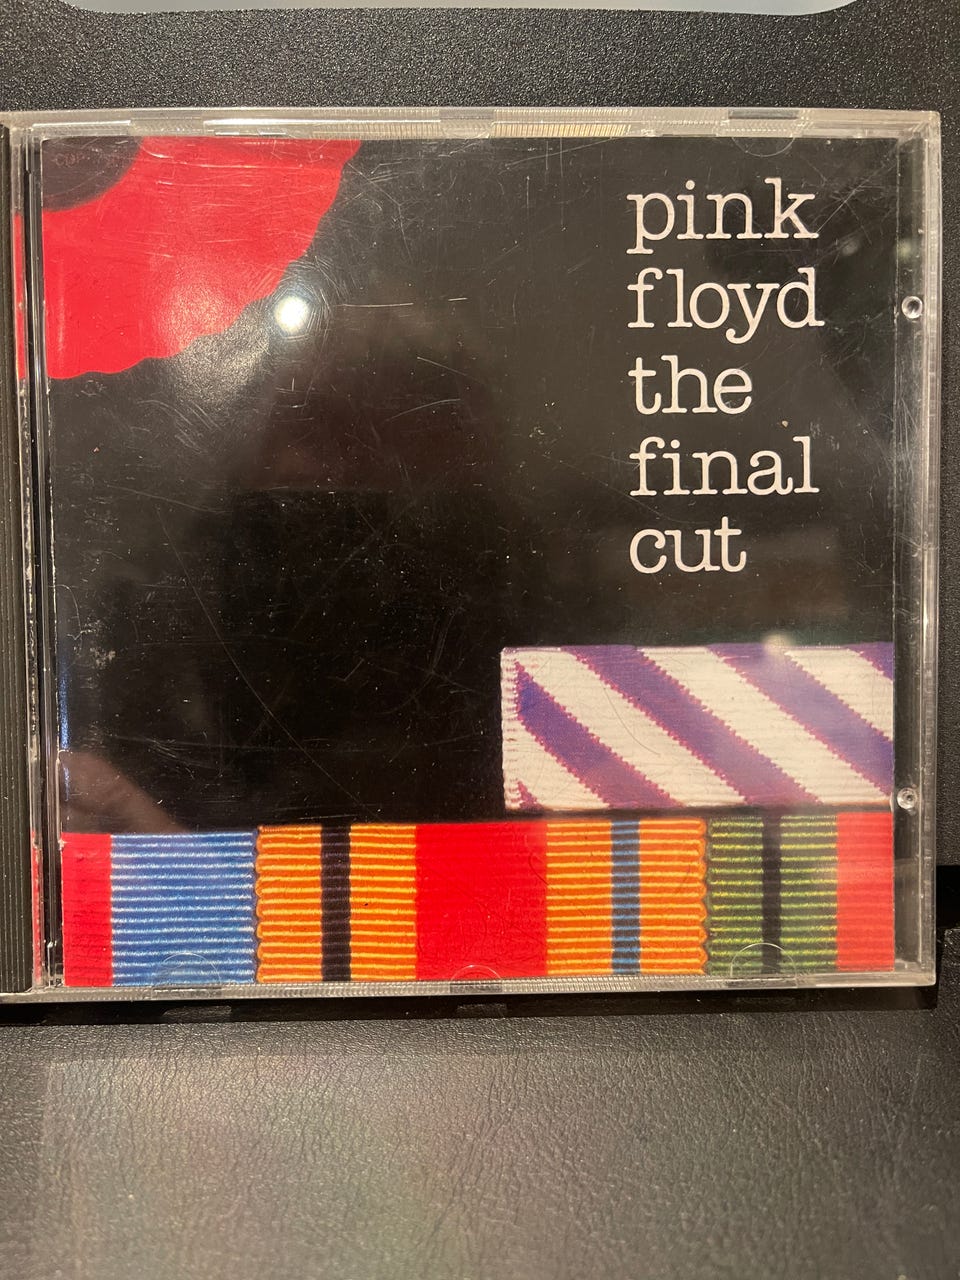 pink
floyd
the
final
cut